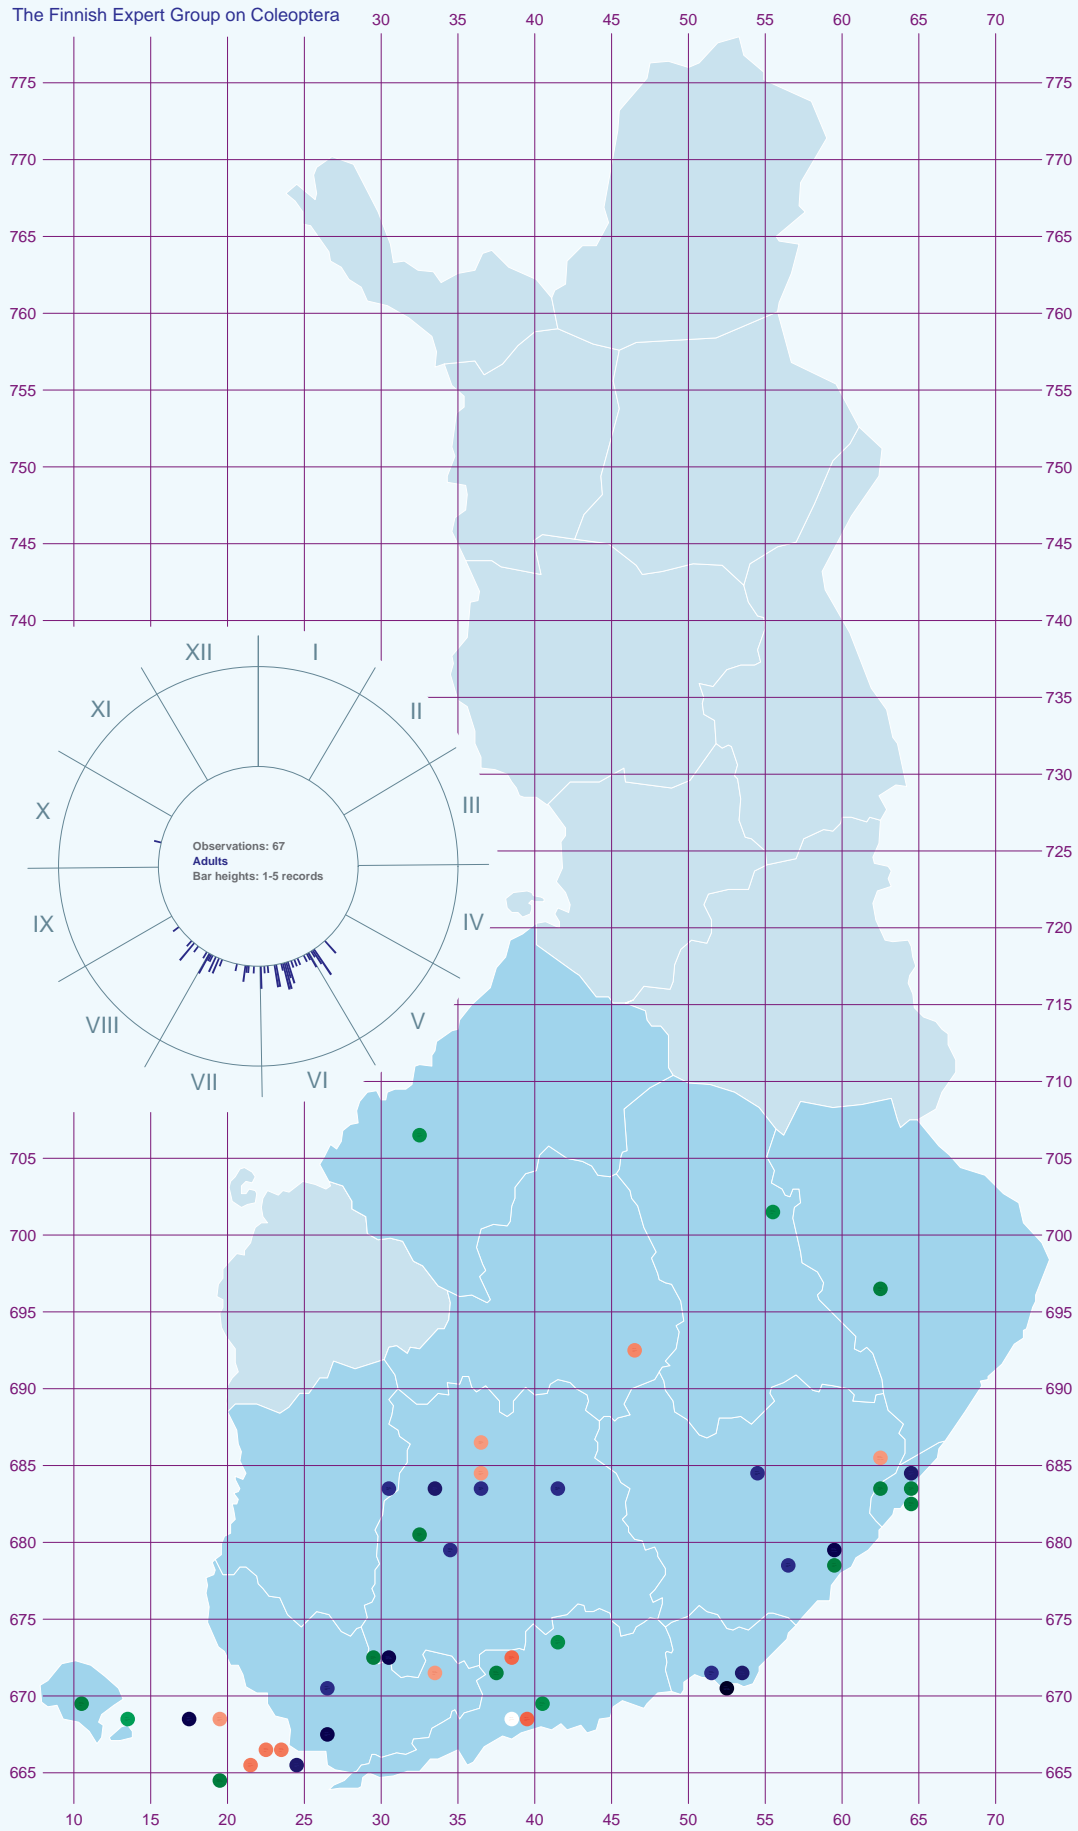 The Finnish Expert Group on Coleoptera
30 35 40 45 50 55 60 65 70
775 775
770 770
765 765
760 760
755 755
750 750
745 745
740 740
XII I
XI II
735
730
X III
Observations: 67
Adults
Bar heights: 1-5 records
725
IX IV
720
VIII V
715
VII VI
710
705 705
700 700
695 695
690 690
685 685
680 680
675 675
670 670
665 665
10 15 20 25 30 35 40 45 50 55 60 65 70